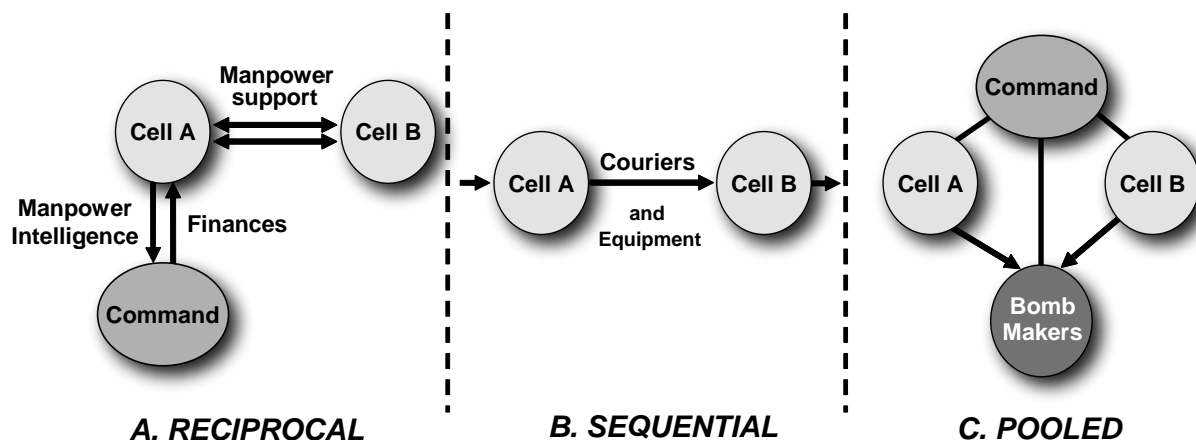 Manpower
support
Cell A
Cell B
Manpower
Intelligence
Finances
Command
A. RECIPROCAL
Cell A
Couriers
and
Equipment
Cell B
B. SEQUENTIAL
Command
Cell A
Cell B
Bomb
Makers
C. POOLED